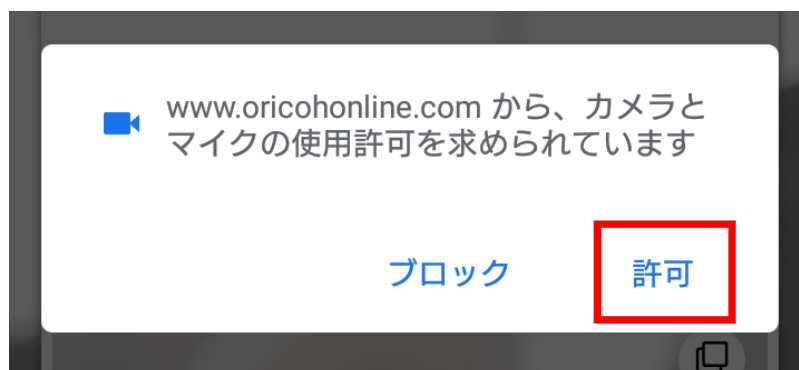 www.oricohonline.com から、カメラと
マイクの使用許可を求められています
ブロック
許可